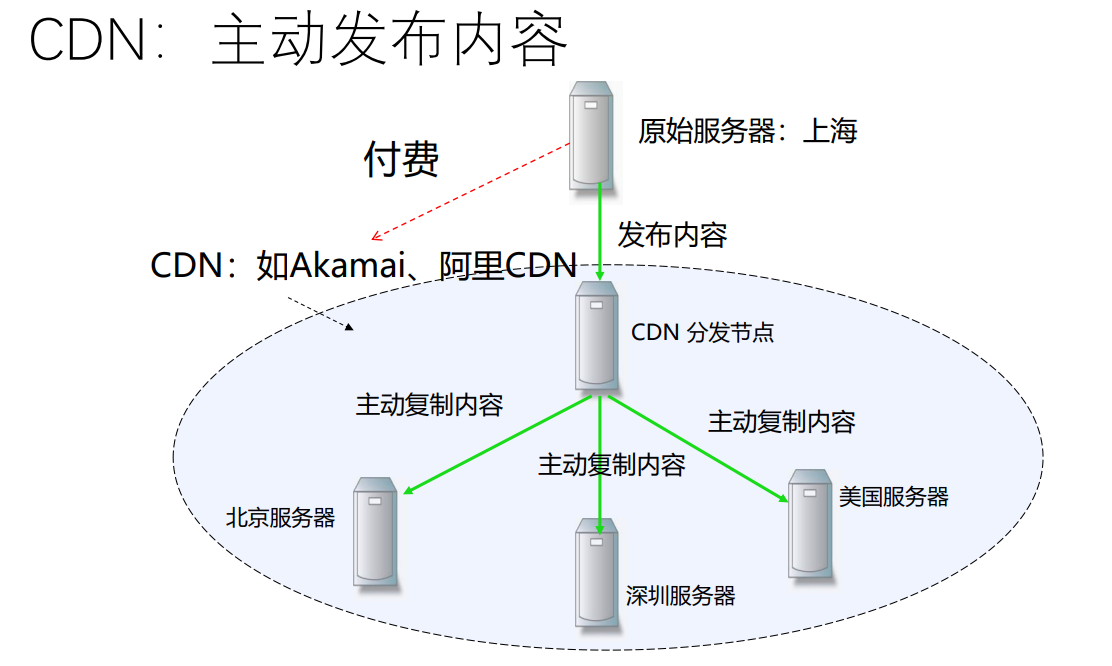 CDN：主动发布内容
原始服务器：上海
付费
发布内容
CDN：如Akamai、阿里CDN
CDN 分发节点
主动复制内容
主动复制内容
主动复制内容
北京服务器
美国服务器
深圳服务器